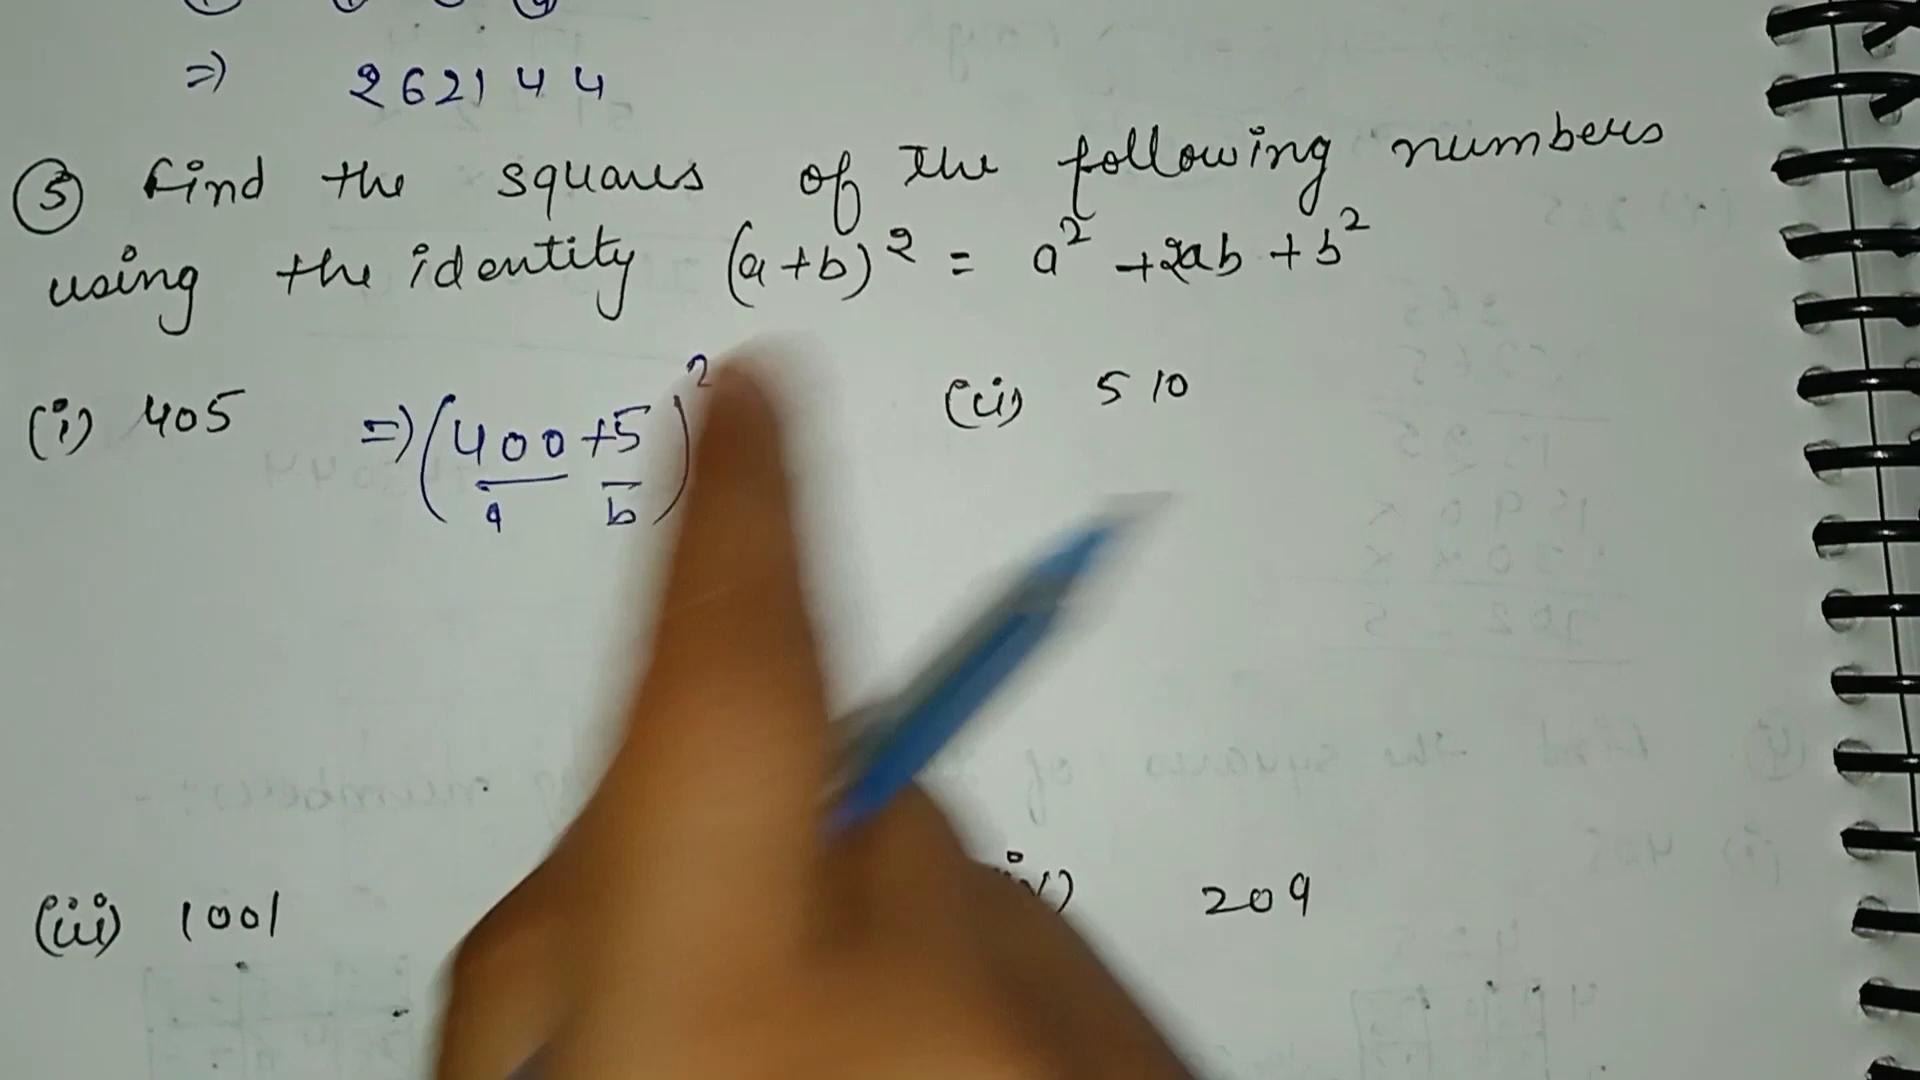 => 262144
(5) Find the squares of the following numbers
using the identity (a+b)² = a² +2ab + b²
(i) 405 =>(400+5)² (ii) 510
a b
(iii) 1001 209